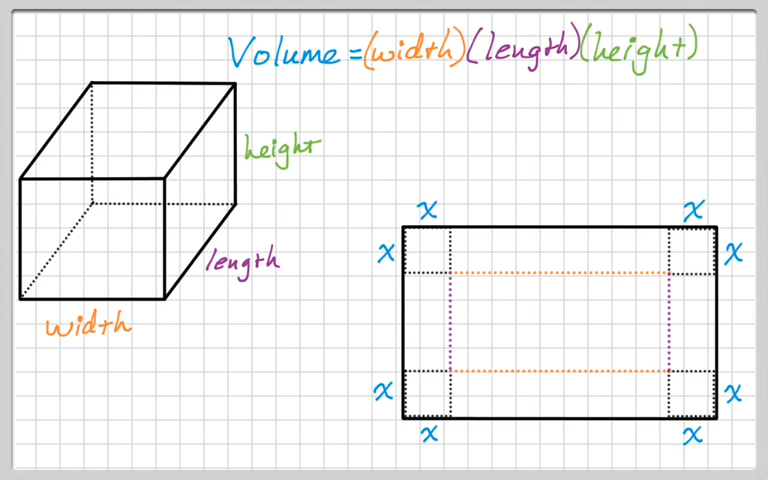 Volume = (width)(length)(height)
height
length
width
x x
x x
x x
x x